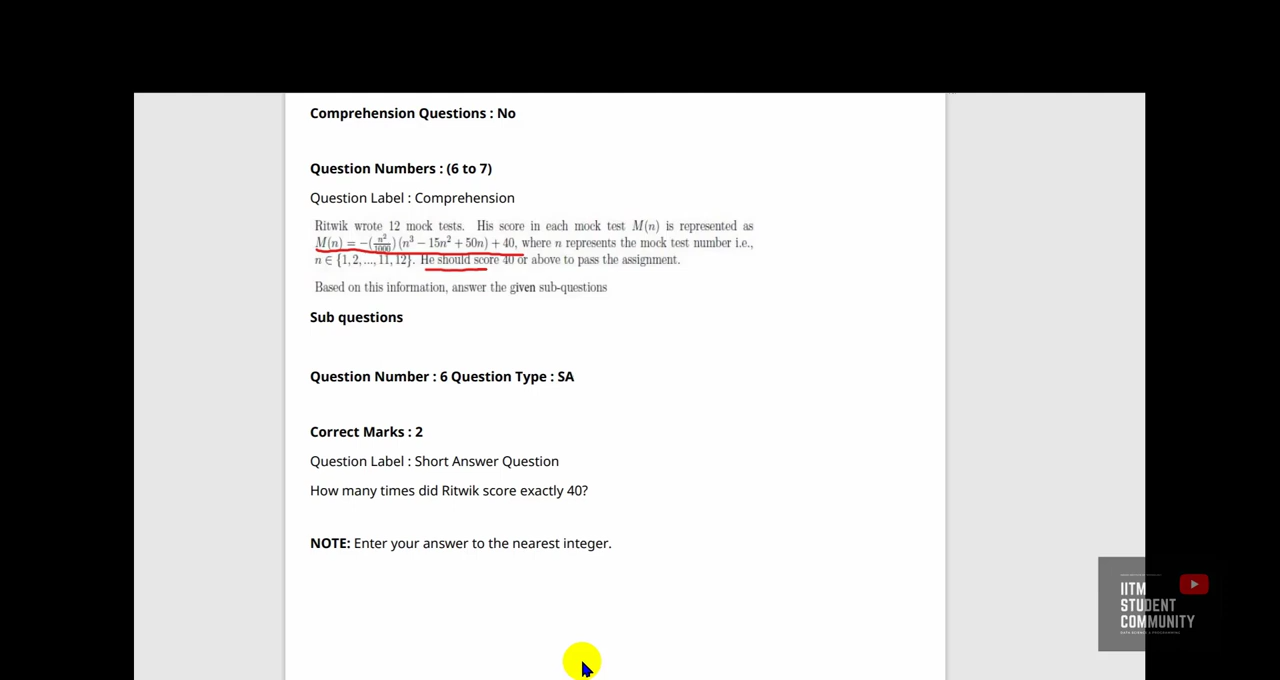 Comprehension Questions : No
Question Numbers : (6 to 7)
Question Label : Comprehension
Ritwik wrote 12 mock tests. His score in each mock test M(n) is represented as
M(n) = −(n²/1000)(n³ − 15n² + 50n) + 40, where n represents the mock test number i.e.,
n ∈ {1, 2, ..., 11, 12}. He should score 40 or above to pass the assignment.
Based on this information, answer the given sub-questions
Sub questions
Question Number : 6 Question Type : SA
Correct Marks : 2
Question Label : Short Answer Question
How many times did Ritwik score exactly 40?
NOTE: Enter your answer to the nearest integer.
IITM
STUDENT
COMMUNITY